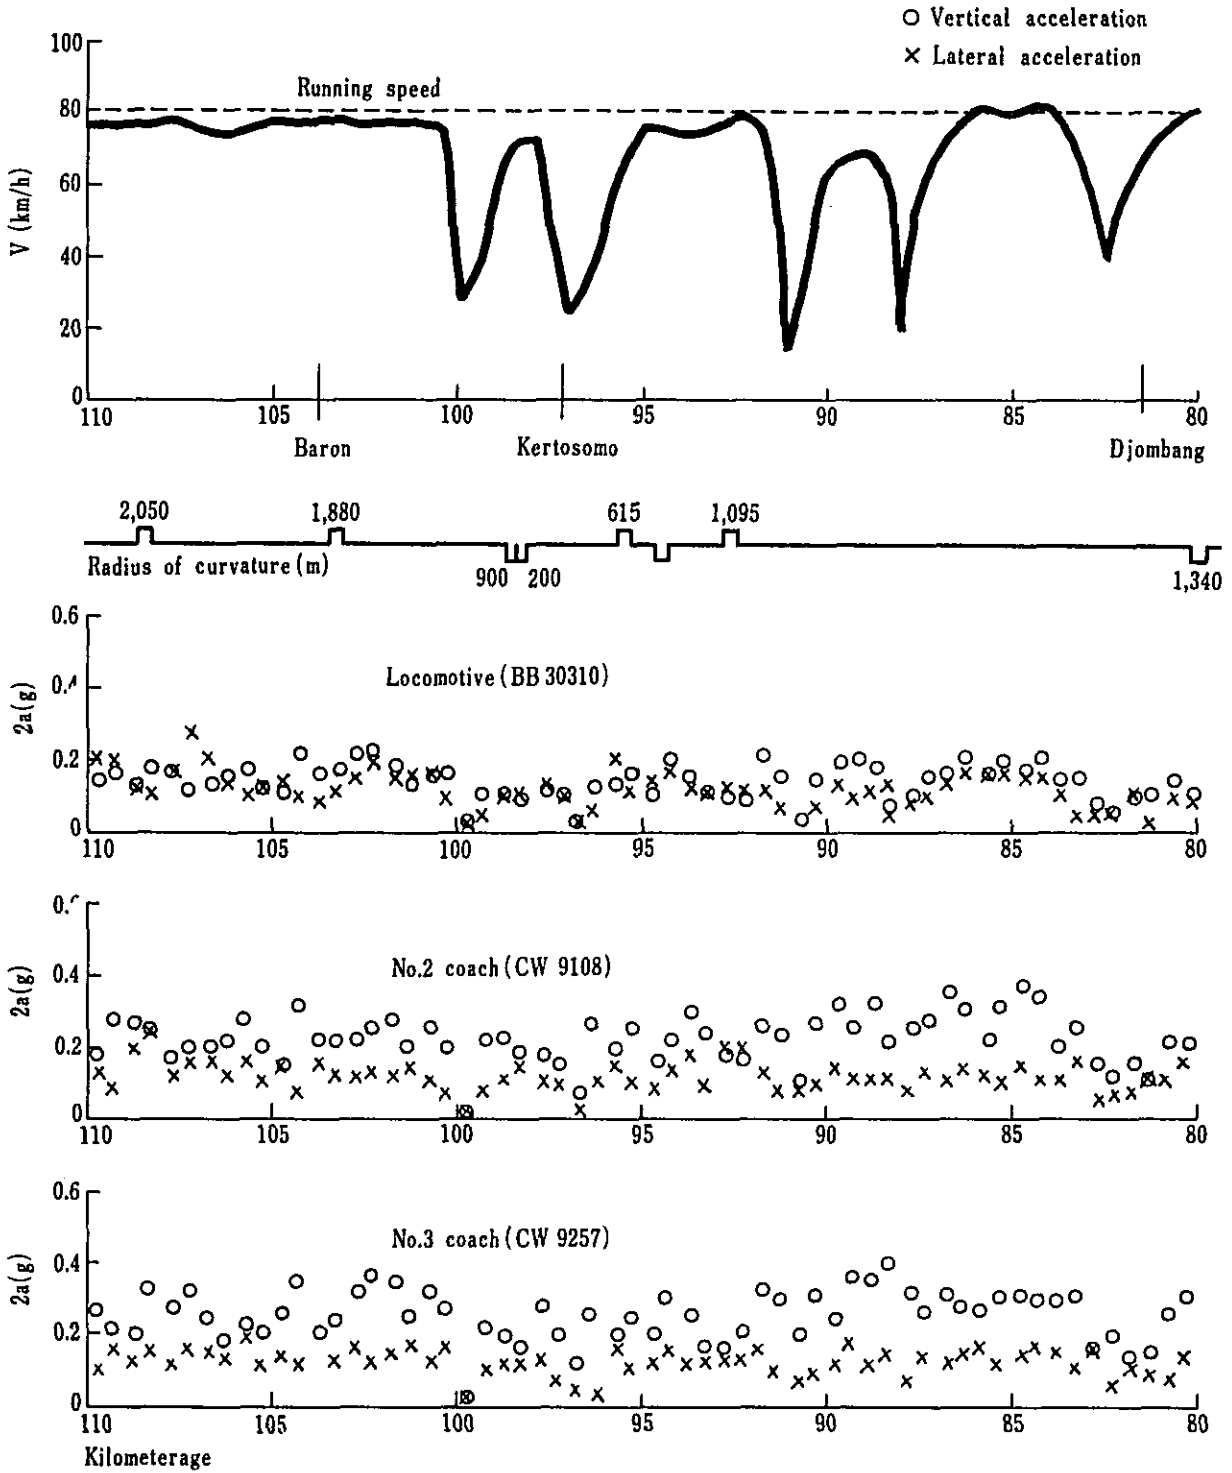 O Vertical acceleration
× Lateral acceleration
100
Running speed
80
60
V (km/h)
40
20
0
110 105 100 95 90 85 80
Baron Kertosomo Djombang
2,050 1,880 615 1,095
Radius of curvature (m) 900 200 1,340
0.6
Locomotive (BB 30310)
2a(g)
0.2
0
110 105 100 95 90 85 80
No.2 coach (CW 9108)
0.4
2a(g)
0.2
0
110 105 100 95 90 85 80
0.6
No.3 coach (CW 9257)
0.4
2a(g)
0.2
0
110 105 100 95 90 85 80
Kilometerage